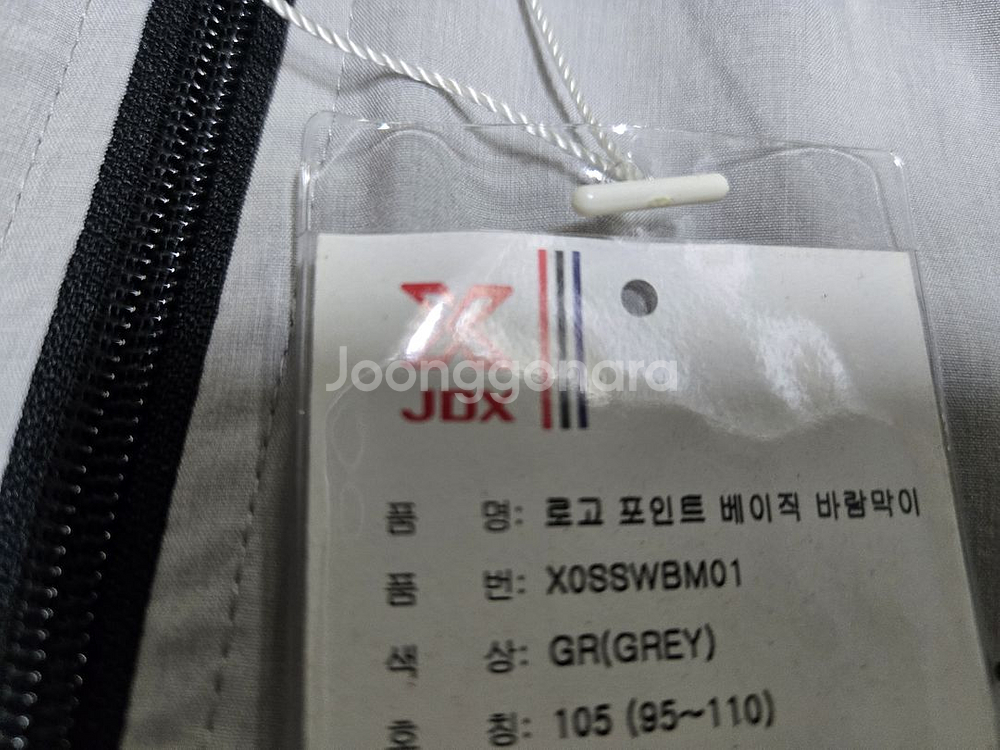 JDX
Joonggonara
품 명: 로고 포인트 베이직 바람막이
품 번: X0SSWBM01
색 상: GR(GREY)
호 칭: 105 (95~110)